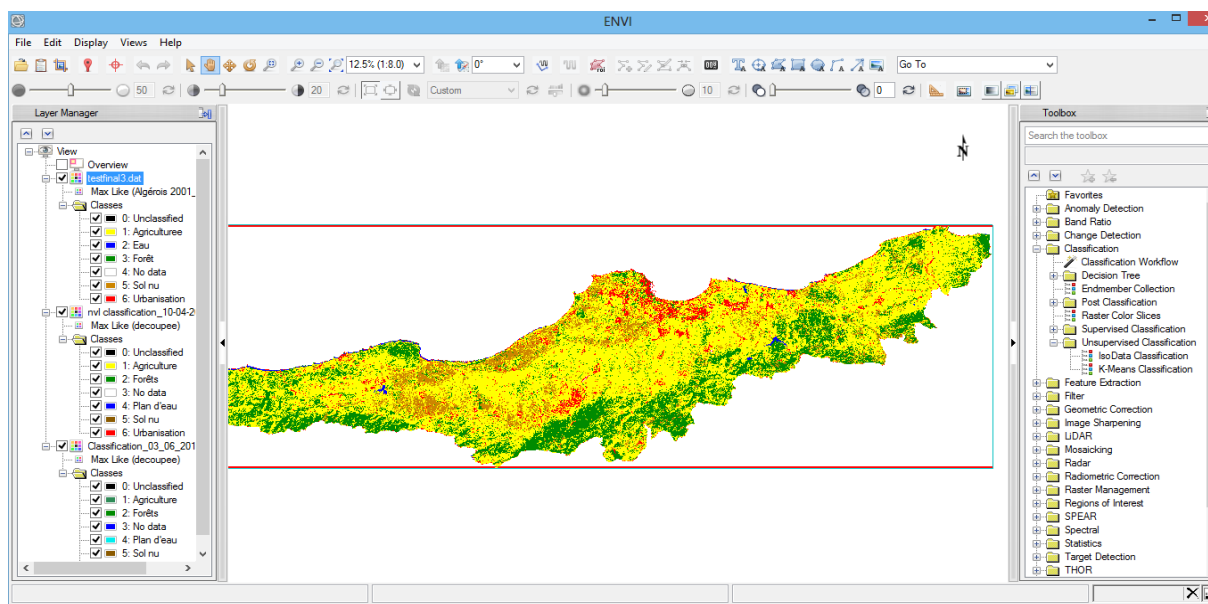 ENVI
File Edit Display Views Help
12.5% (1:8.0) 0° Go To
50 20 Custom 10 0
Layer Manager
View
Overview
testfinal3.dat
Max Like (Algérois 2001_
Classes
0: Unclassified
1: Agriculturee
2: Eau
3: Forêt
4: No data
5: Sol nu
6: Urbanisation
nvl classification_10-04-20
Max Like (decoupee)
Classes
0: Unclassified
1: Agriculture
2: Forêts
3: No data
4: Plan d'eau
5: Sol nu
6: Urbanisation
Classification_03_06_201
Max Like (decoupee)
Classes
0: Unclassified
1: Agriculture
2: Forêts
3: No data
4: Plan d'eau
5: Sol nu
N
Toolbox
Search the toolbox
Favorites
Anomaly Detection
Band Ratio
Change Detection
Classification
Classification Workflow
Decision Tree
Endmember Collection
Post Classification
Raster Color Slices
Supervised Classification
Unsupervised Classification
IsoData Classification
K-Means Classification
Feature Extraction
Filter
Geometric Correction
Image Sharpening
LiDAR
Mosaicking
Radar
Radiometric Correction
Raster Management
Regions of Interest
SPEAR
Spectral
Statistics
Target Detection
THOR